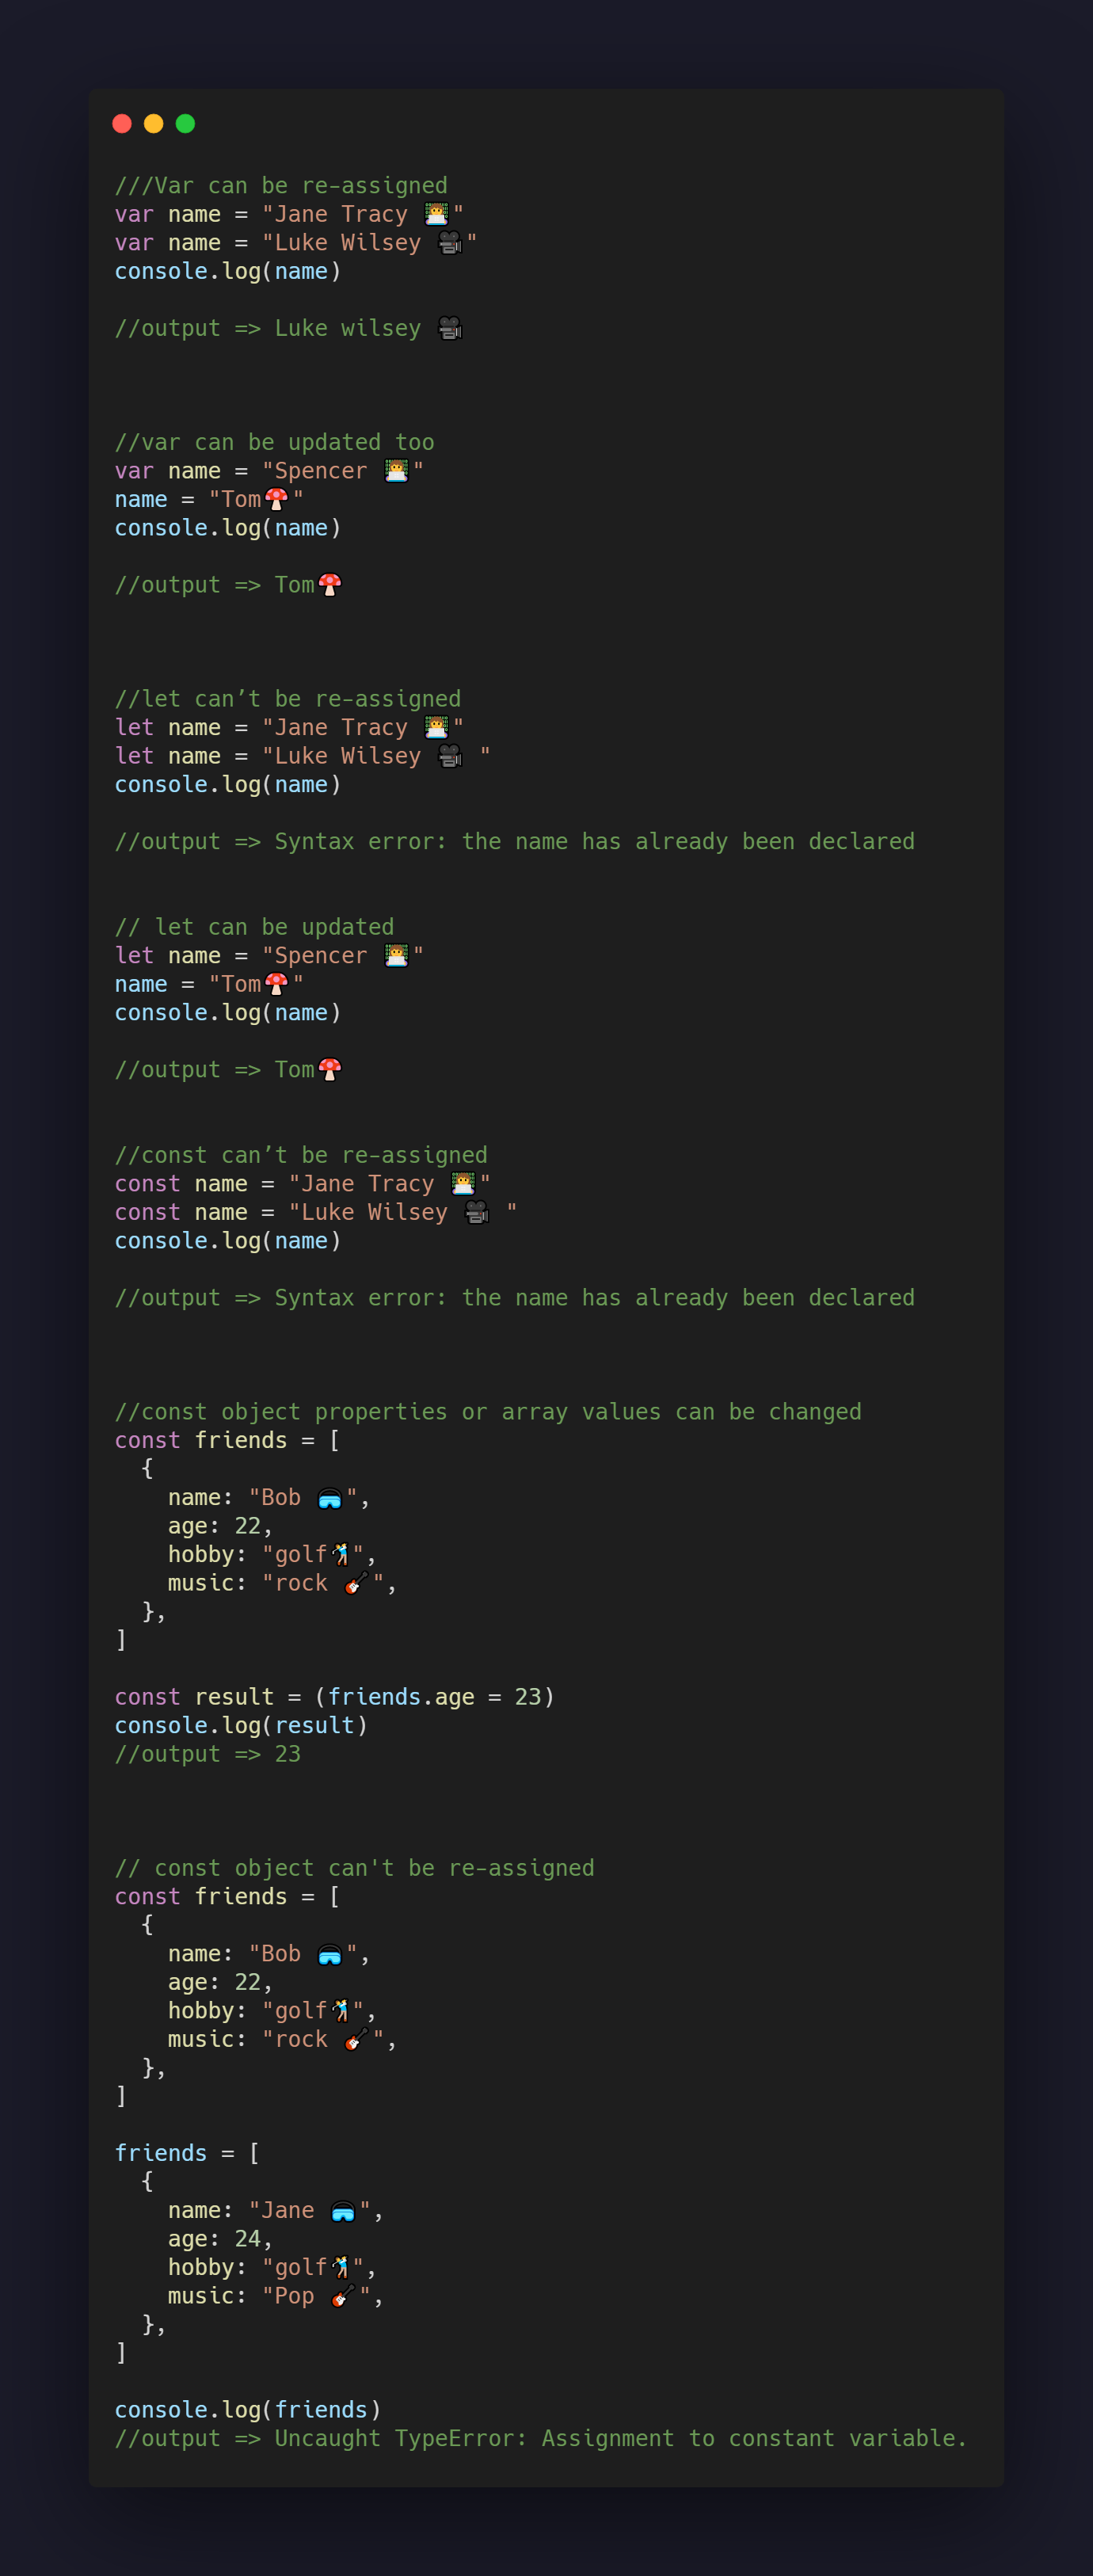 ///Var can be re-assigned
var name = "Jane Tracy 👩‍💻"
var name = "Luke Wilsey 🎥"
console.log(name)
//output => Luke wilsey 🎥
//var can be updated too
var name = "Spencer 👩‍💻"
name = "Tom🍄"
console.log(name)
//output => Tom🍄
//let can’t be re-assigned
let name = "Jane Tracy 👩‍💻"
let name = "Luke Wilsey 🎥 "
console.log(name)
//output => Syntax error: the name has already been declared
// let can be updated
let name = "Spencer 👩‍💻"
name = "Tom🍄"
console.log(name)
//output => Tom🍄
//const can’t be re-assigned
const name = "Jane Tracy 👩‍💻"
const name = "Luke Wilsey 🎥 "
console.log(name)
//output => Syntax error: the name has already been declared
//const object properties or array values can be changed
const friends = [
  {
    name: "Bob 🥽",
    age: 22,
    hobby: "golf🏌",
    music: "rock 🎸",
  },
]
const result = (friends.age = 23)
console.log(result)
//output => 23
// const object can't be re-assigned
const friends = [
  {
    name: "Bob 🥽",
    age: 22,
    hobby: "golf🏌",
    music: "rock 🎸",
  },
]
friends = [
  {
    name: "Jane 🥽",
    age: 24,
    hobby: "golf🏌",
    music: "Pop 🎸",
  },
]
console.log(friends)
//output => Uncaught TypeError: Assignment to constant variable.